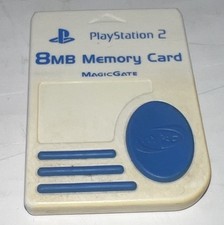 PlayStation 2
8MB Memory Card
MAGICGATE